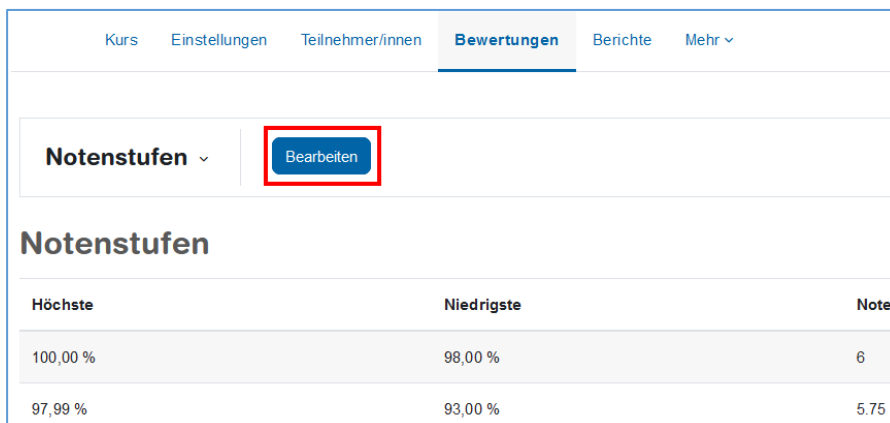 Kurs Einstellungen Teilnehmer/innen Bewertungen Berichte Mehr
Notenstufen Bearbeiten
Notenstufen
Höchste Niedrigste Note
100,00 % 98,00 % 6
97,99 % 93,00 % 5.75